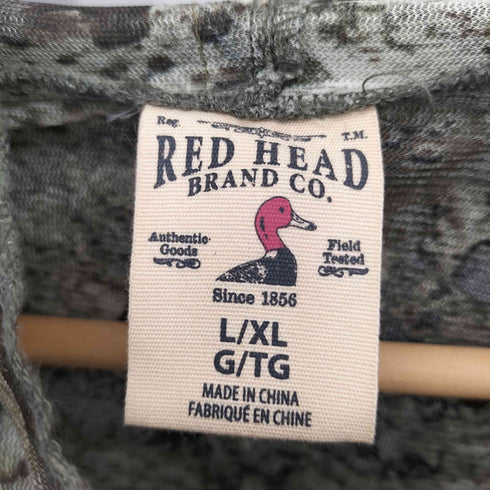 Reg. T.M.
RED HEAD
BRAND CO.
Authentic Goods
Field Tested
Since 1856
L/XL
G/TG
MADE IN CHINA
FABRIQUÉ EN CHINE